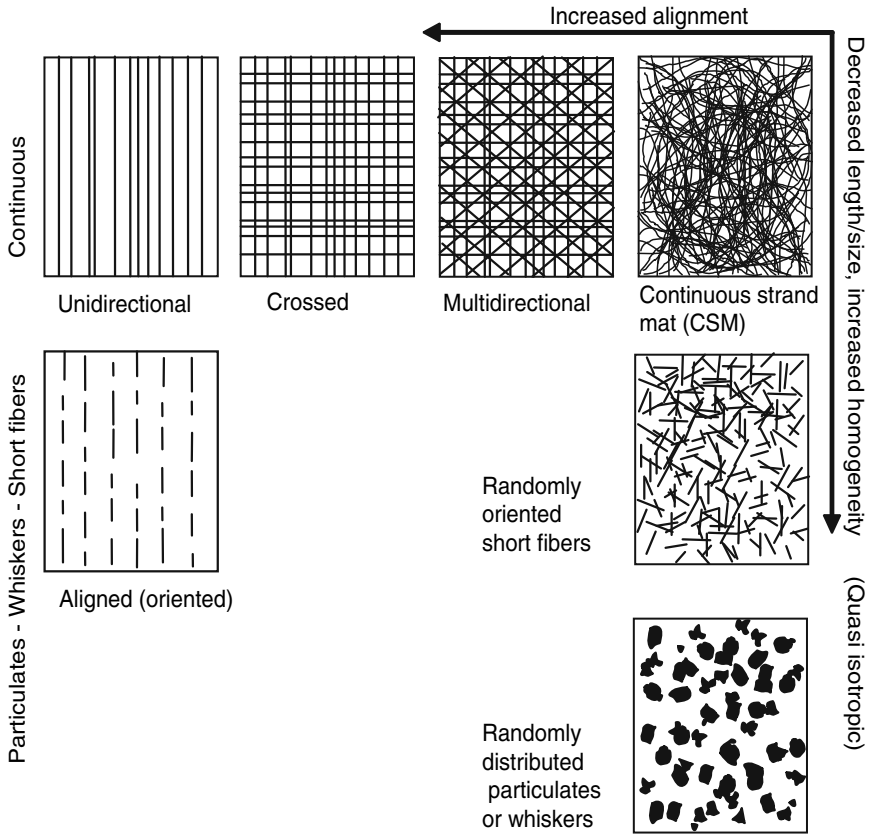 Increased alignment
Decreased length/size, increased homogeneity
(Quasi isotropic)
Continuous
Unidirectional
Crossed
Multidirectional
Continuous strand
mat (CSM)
Particulates - Whiskers - Short fibers
Aligned (oriented)
Randomly
oriented
short fibers
Randomly
distributed
particulates
or whiskers